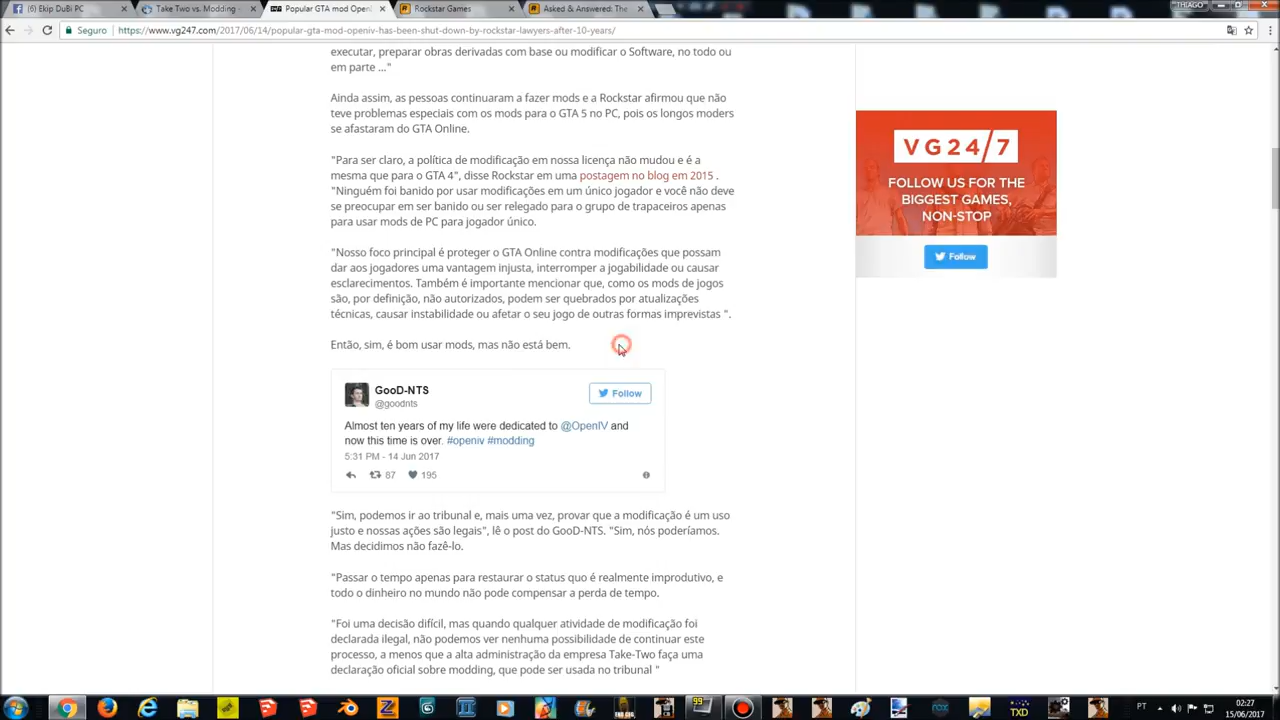 (6) Ekip DuBi PC
Take Two vs. Modding -
Popular GTA mod OpenI
Rockstar Games
Asked & Answered: The
THIAGO
Seguro
https://www.vg247.com/2017/06/14/popular-gta-mod-openiv-has-been-shut-down-by-rockstar-lawyers-after-10-years/
executar, preparar obras derivadas com base ou modificar o Software, no todo ou
em parte ..."
Ainda assim, as pessoas continuaram a fazer mods e a Rockstar afirmou que não
teve problemas especiais com os mods para o GTA 5 no PC, pois os longos moders
se afastaram do GTA Online.
"Para ser claro, a política de modificação em nossa licença não mudou e é a
mesma que para o GTA 4", disse Rockstar em uma postagem no blog em 2015 .
"Ninguém foi banido por usar modificações em um único jogador e você não deve
se preocupar em ser banido ou ser relegado para o grupo de trapaceiros apenas
para usar mods de PC para jogador único.
"Nosso foco principal é proteger o GTA Online contra modificações que possam
dar aos jogadores uma vantagem injusta, interromper a jogabilidade ou causar
esclarecimentos. Também é importante mencionar que, como os mods de jogos
são, por definição, não autorizados, podem ser quebrados por atualizações
técnicas, causar instabilidade ou afetar o seu jogo de outras formas imprevistas ".
Então, sim, é bom usar mods, mas não está bem.
GooD-NTS
@goodnts
Follow
Almost ten years of my life were dedicated to @OpenIV and
now this time is over. #openiv #modding
5:31 PM - 14 Jun 2017
87 195
"Sim, podemos ir ao tribunal e, mais uma vez, provar que a modificação é um uso
justo e nossas ações são legais", lê o post do GooD-NTS. "Sim, nós poderíamos.
Mas decidimos não fazê-lo.
"Passar o tempo apenas para restaurar o status quo é realmente improdutivo, e
todo o dinheiro no mundo não pode compensar a perda de tempo.
"Foi uma decisão difícil, mas quando qualquer atividade de modificação foi
declarada ilegal, não podemos ver nenhuma possibilidade de continuar este
processo, a menos que a alta administração da empresa Take-Two faça uma
declaração oficial sobre modding, que pode ser usada no tribunal "
VG24/7
FOLLOW US FOR THE
BIGGEST GAMES,
NON-STOP
Follow
99
TXD
PT
02:27
15/06/2017